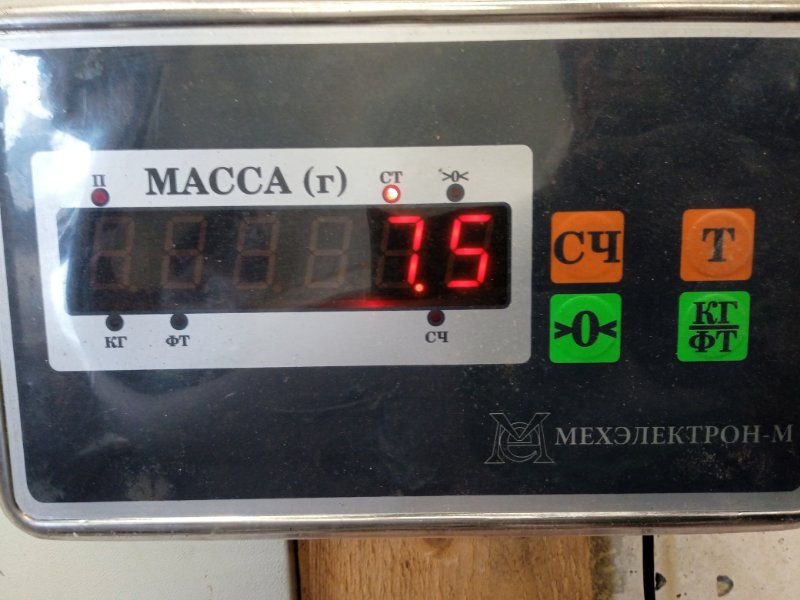 П МАССА (г) СТ >0<
7.5
КГ ФТ СЧ
СЧ Т
>0< КГ/ФТ
МЕХЭЛЕКТРОН-М